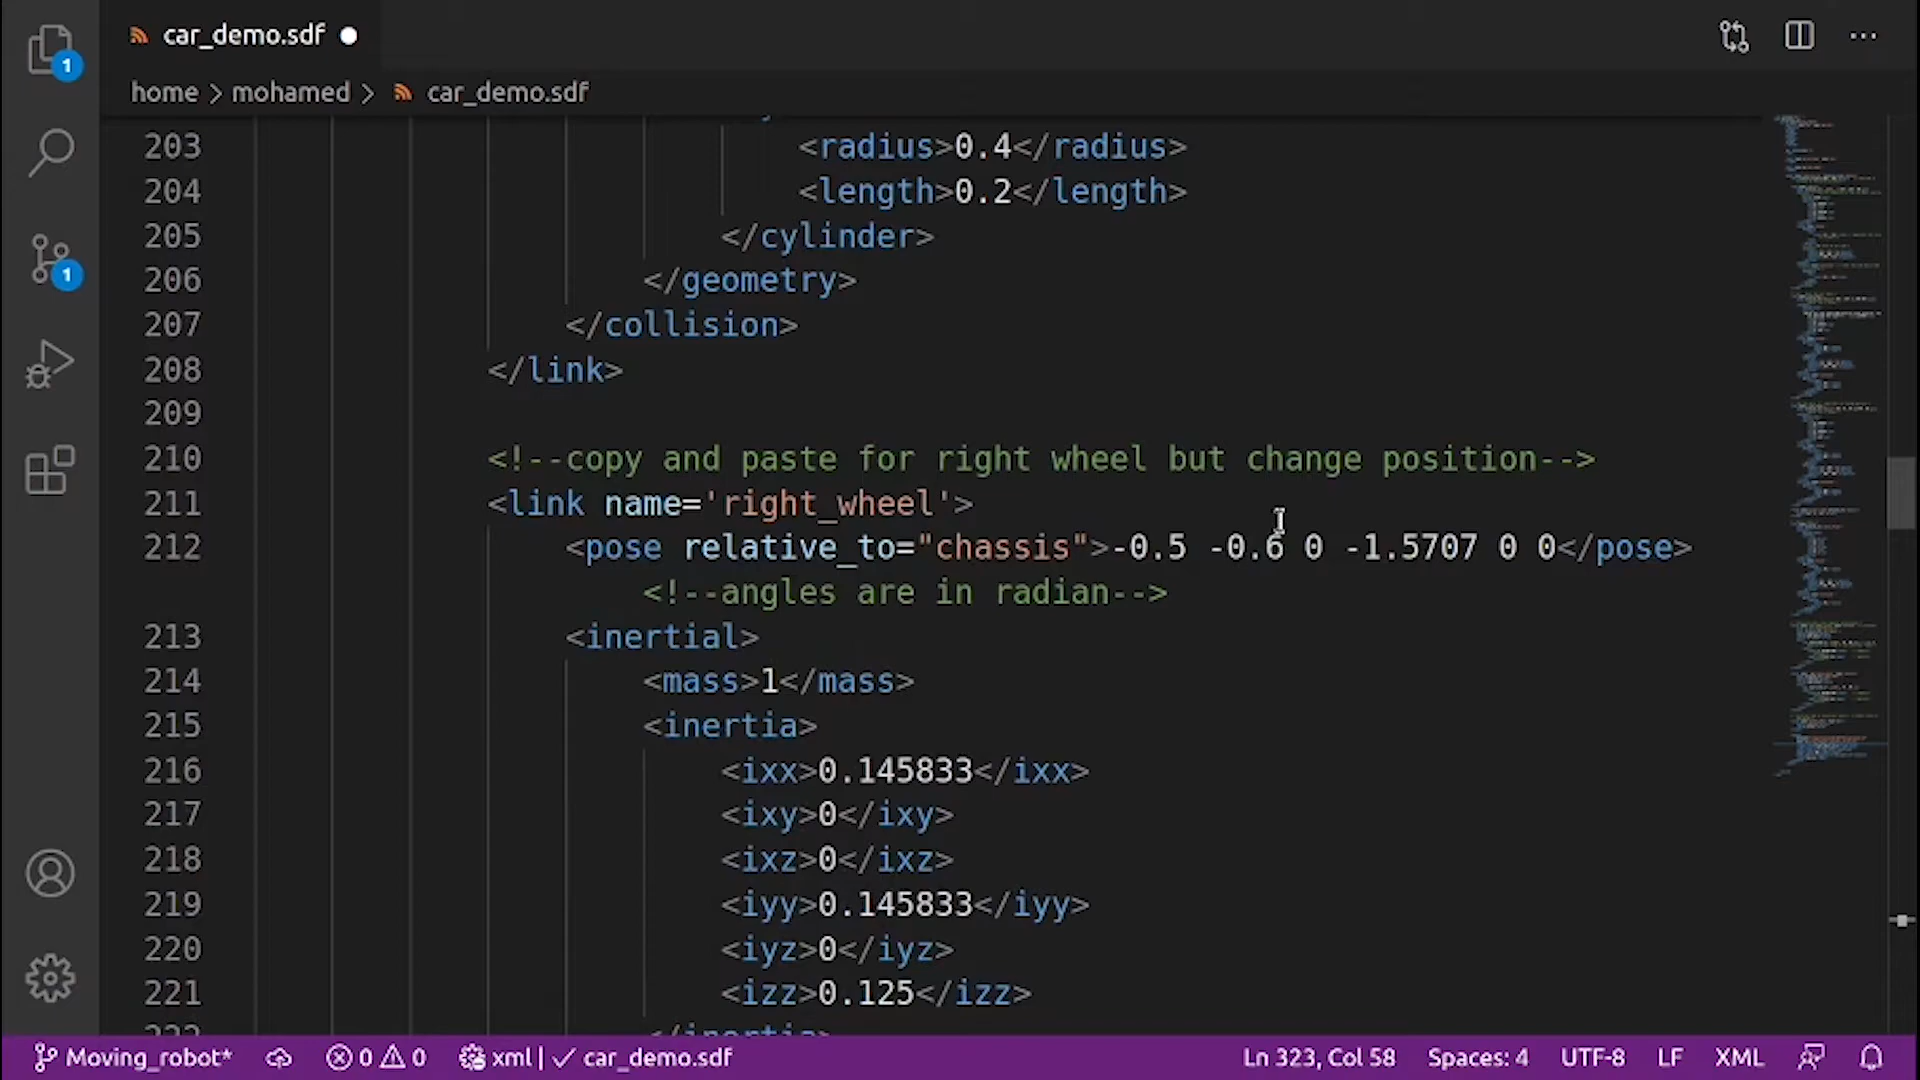 car_demo.sdf
1
home > mohamed > car_demo.sdf
203 <radius>0.4</radius>
204 <length>0.2</length>
205 </cylinder>
206 </geometry>
207 </collision>
208 </link>
209
210 <!--copy and paste for right wheel but change position-->
211 <link name='right_wheel'>
212 <pose relative_to="chassis">-0.5 -0.6 0 -1.5707 0 0</pose>
<!--angles are in radian-->
213 <inertial>
214 <mass>1</mass>
215 <inertia>
216 <ixx>0.145833</ixx>
217 <ixy>0</ixy>
218 <ixz>0</ixz>
219 <iyy>0.145833</iyy>
220 <iyz>0</iyz>
221 <izz>0.125</izz>
222 </inertia>
1
Moving_robot* 0 0 xml | ✓ car_demo.sdf Ln 323, Col 58 Spaces: 4 UTF-8 LF XML